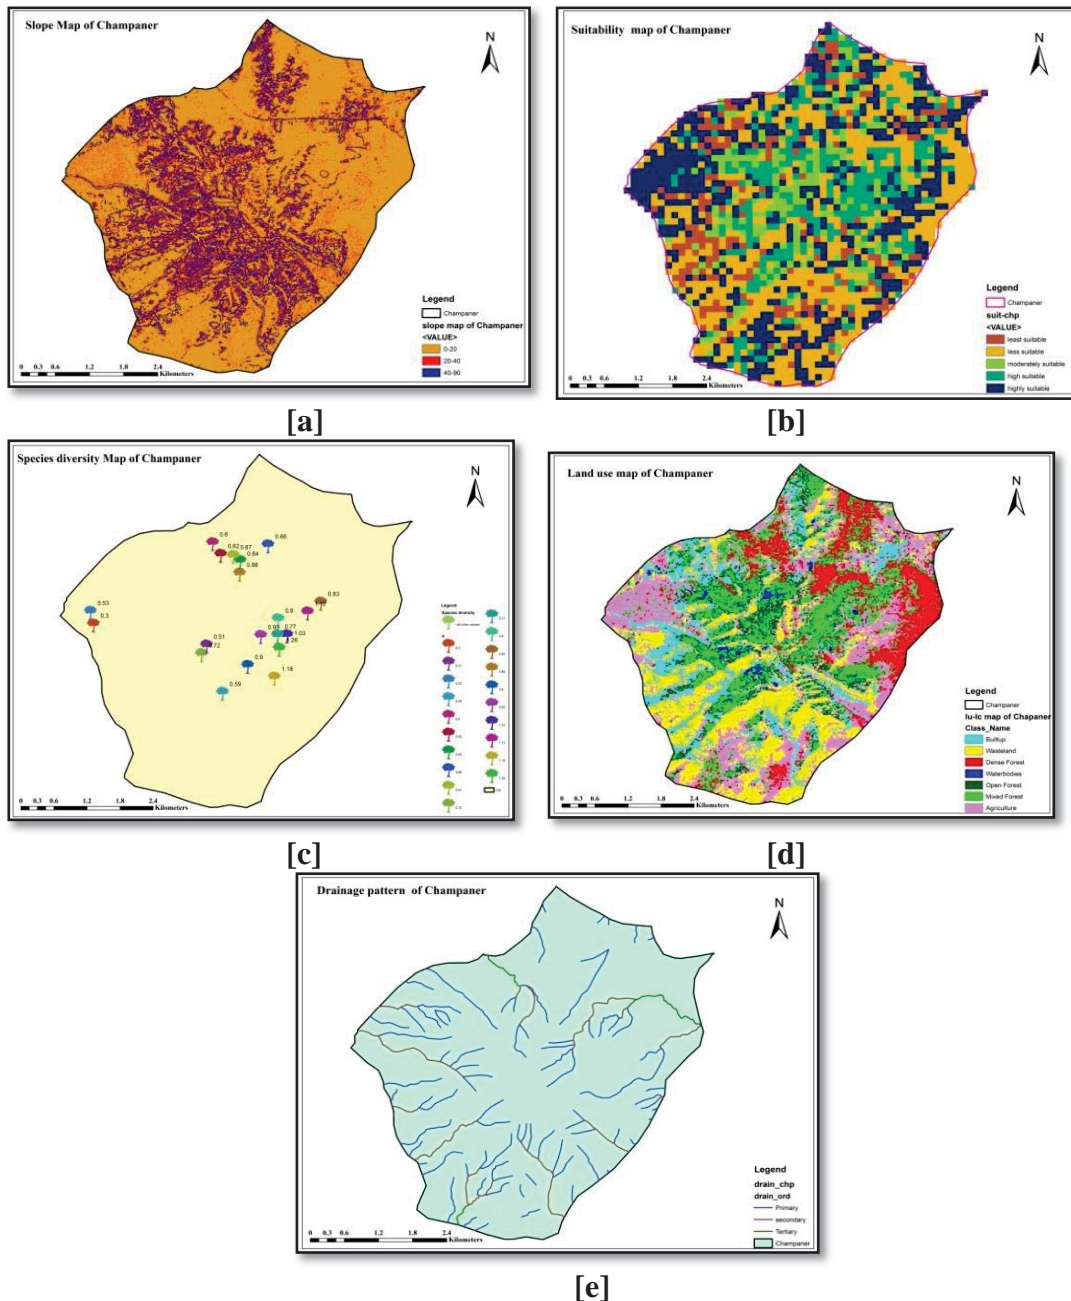 Slope Map of Champaner
N
Legend
Champaner
slope map of Champaner
<VALUE>
0-20
20-40
40-90
0 0.3 0.6 1.2 1.8 2.4
Kilometers
[a]
Suitability map of Champaner
N
Legend
Champaner
suit-chp
<VALUE>
least suitable
less suitable
moderately suitable
high suitable
highly suitable
0 0.3 0.6 1.2 1.8 2.4
Kilometers
[b]
Species diversity Map of Champaner
N
0.6
0.62
0.67
0.64
0.68
0.66
0.53
0.3
0.83
0.8
0.77
1.03
0.93
0.51
0.9
1.18
0.59
Legend
Species diversity
0 0.3 0.6 1.2 1.8 2.4
Kilometers
[c]
Land use map of Champaner
N
Legend
Champaner
lu-lc map of Chapaner
Class_Name
Builtup
Wasteland
Dense Forest
Waterbodies
Open Forest
Mixed Forest
Agriculture
0 0.3 0.6 1.2 1.8 2.4
Kilometers
[d]
Drainage pattern of Champaner
N
Legend
drain_chp
drain_ord
Primary
secondary
Tertiary
Champaner
0 0.3 0.6 1.2 1.8 2.4
Kilometers
[e]